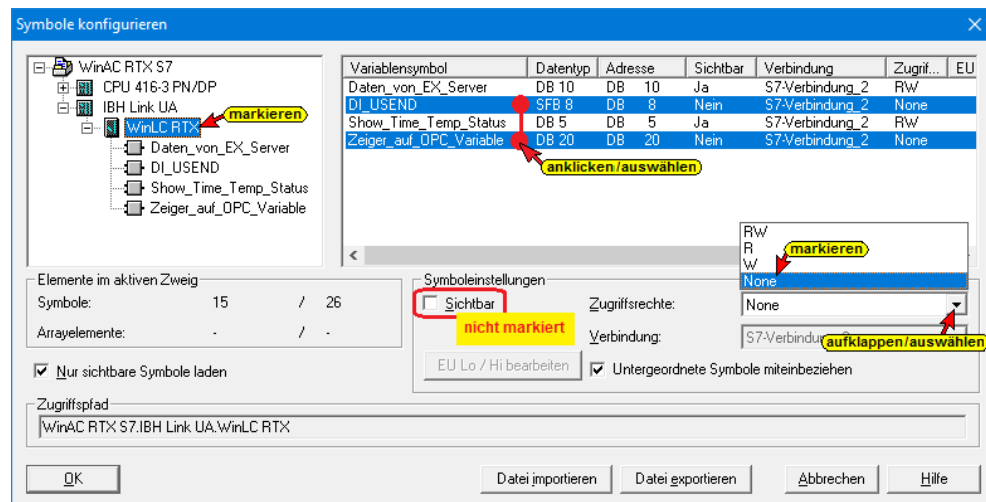 Symbole konfigurieren
WinAC RTX S7
CPU 416-3 PN/DP
IBH Link UA
markieren
WinLC RTX
Daten_von_EX_Server
DI_USEND
Show_Time_Temp_Status
Zeiger_auf_OPC_Variable
Variablensymbol Datentyp Adresse Sichtbar Verbindung Zugrif... EU
Daten_von_EX_Server DB 10 DB 10 Ja S7-Verbindung_2 RW
DI_USEND SFB 8 DB 8 Nein S7-Verbindung_2 None
Show_Time_Temp_Status DB 5 DB 5 Ja S7-Verbindung_2 RW
Zeiger_auf_OPC_Variable DB 20 DB 20 Nein S7-Verbindung_2 None
anklicken/auswählen
RW
R markieren
W
None
Elemente im aktiven Zweig
Symbole: 15 / 26
Arrayelemente: - / -
Nur sichtbare Symbole laden
Symboleinstellungen
Sichtbar
nicht markiert
Zugriffsrechte: None
Verbindung:
aufklappen/auswählen
EU Lo / Hi bearbeiten
Untergeordnete Symbole miteinbeziehen
Zugriffspfad
WinAC RTX S7.IBH Link UA.WinLC RTX
OK Datei importieren Datei exportieren Abbrechen Hilfe